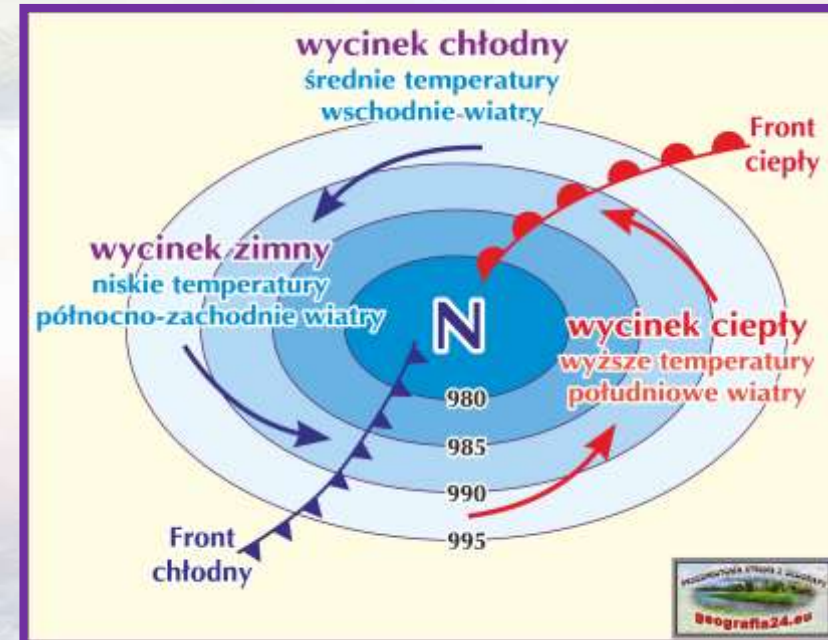 wycinek chłodny
średnie temperatury
wschodnie wiatry
Front
ciepły
wycinek zimny
niskie temperatury
północno-zachodnie wiatry
N
wycinek ciepły
wyższe temperatury
południowe wiatry
980
985
990
995
Front
chłodny
geografia24.eu